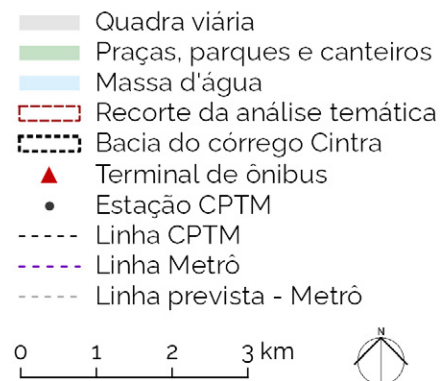 Quadra viária
Praças, parques e canteiros
Massa d'água
Recorte da análise temática
Bacia do córrego Cintra
Terminal de ônibus
Estação CPTM
Linha CPTM
Linha Metrô
Linha prevista - Metrô
N
0 1 2 3 km